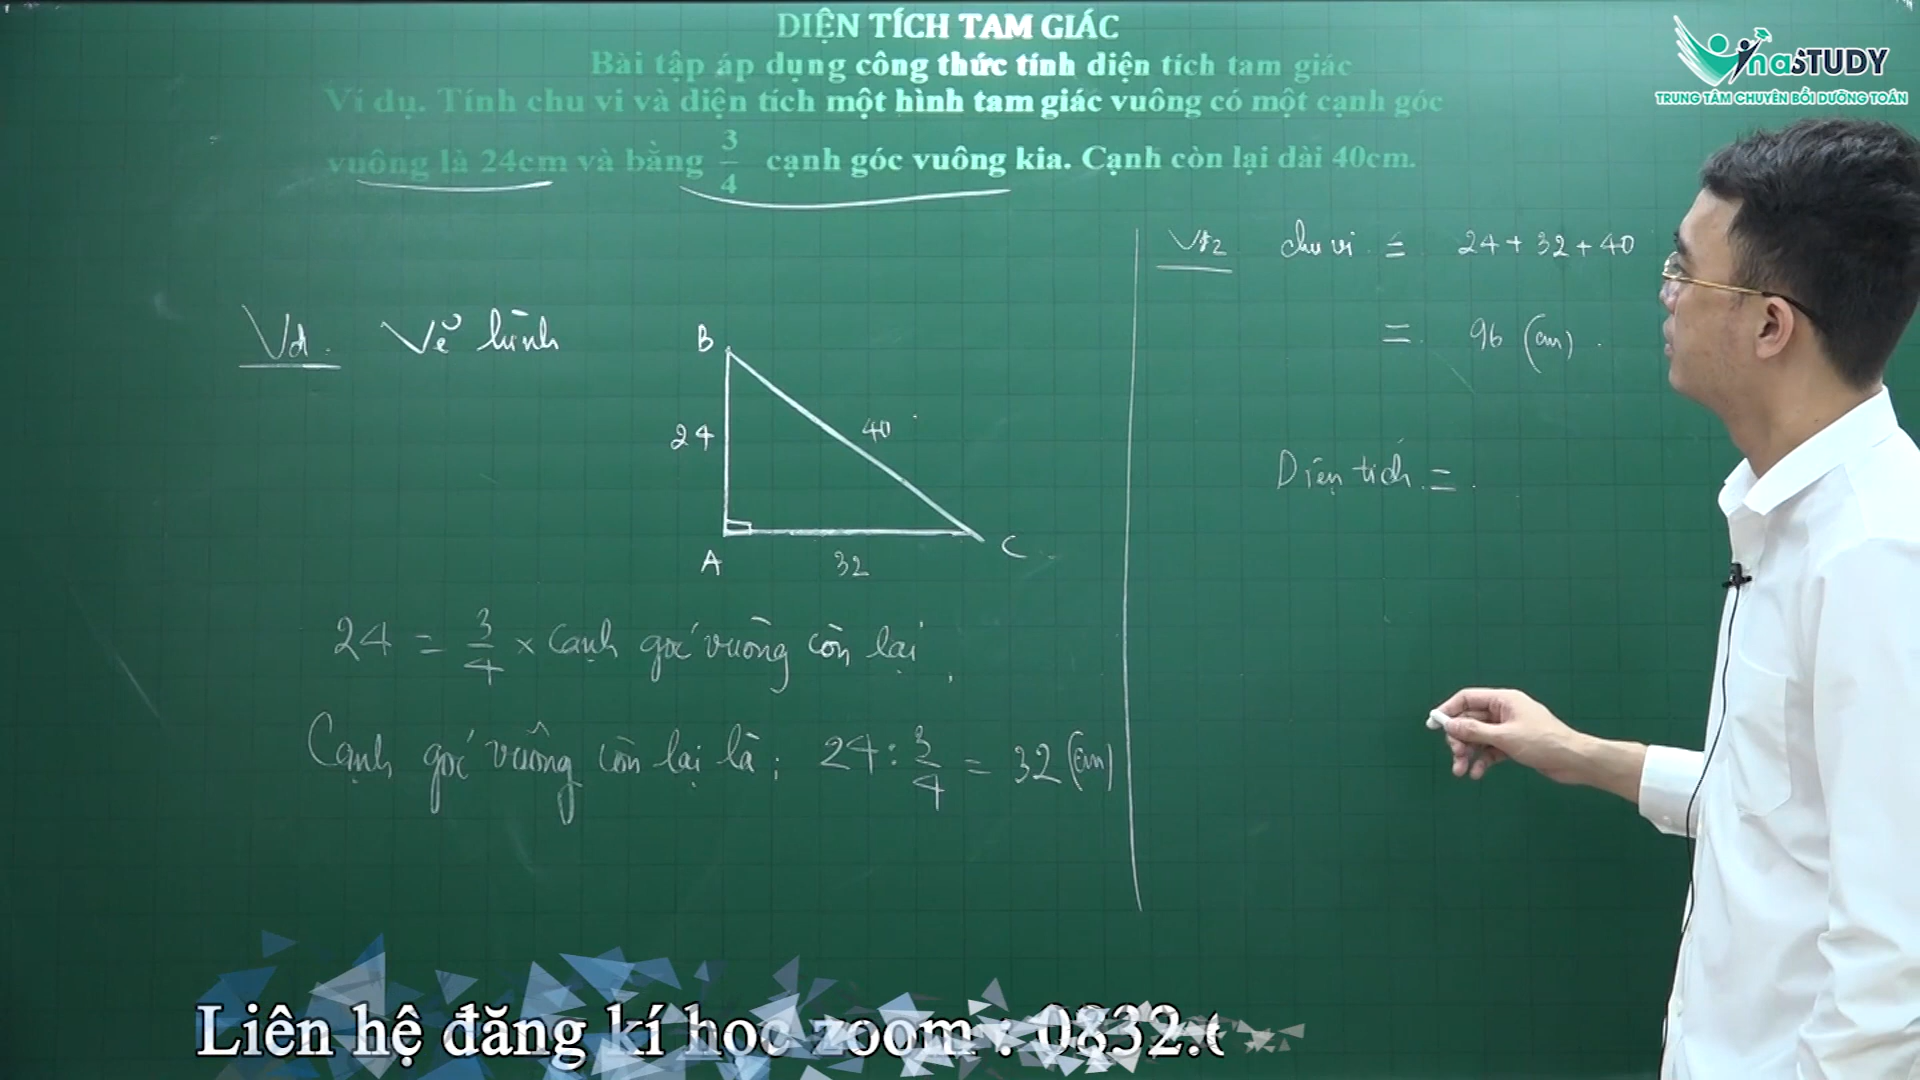 DIỆN TÍCH TAM GIÁC
Bài tập áp dụng công thức tính diện tích tam giác
Ví dụ. Tính chu vi và diện tích một hình tam giác vuông có một cạnh góc
vuông là 24cm và bằng 3/4 cạnh góc vuông kia. Cạnh còn lại dài 40cm.
naSTUDY
TRUNG TÂM CHUYÊN BỒI DƯỠNG TOÁN
Vd. Vẽ hình
B
24
40
A
32
C
24 = 3/4 × cạnh góc vuông còn lại
Cạnh góc vuông còn lại là: 24 : 3/4 = 32 (cm)
chu vi = 24 + 32 + 40
= 96 (cm).
Diện tích =
Liên hệ đăng kí học zoom : 0832.